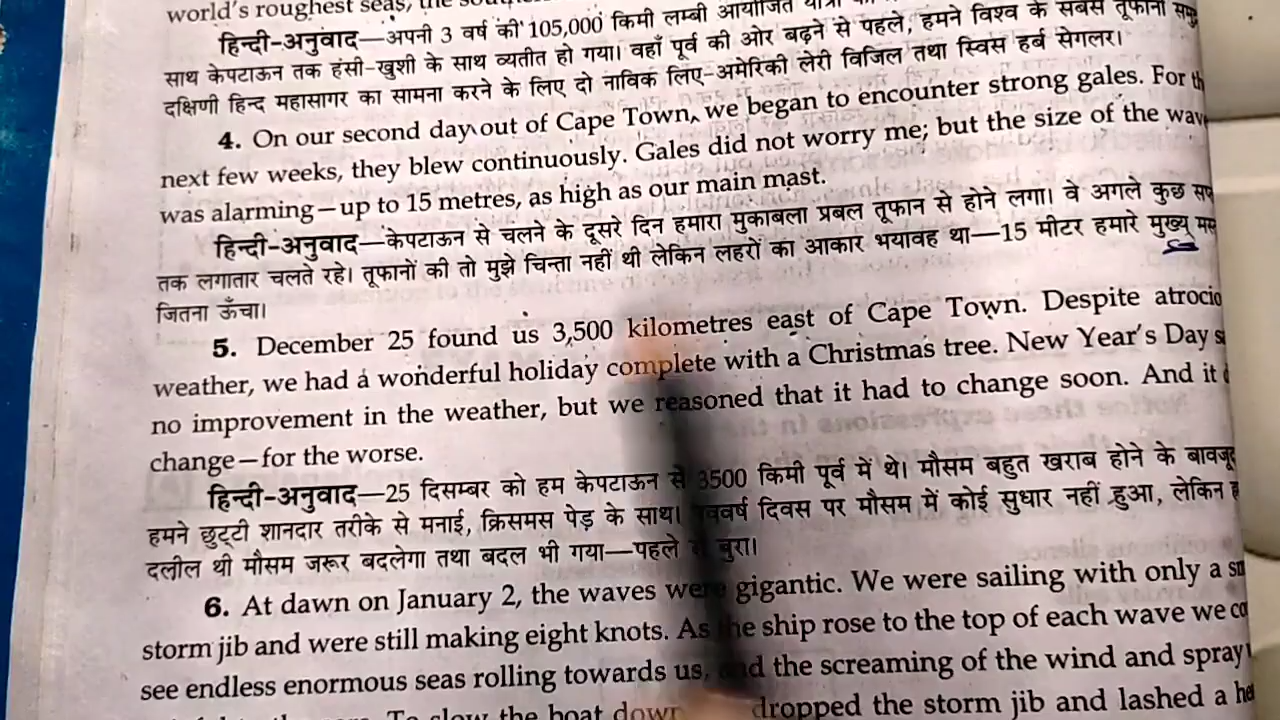 world's roughest seas, the
हिन्दी-अनुवाद—अपनी 3 वर्ष की 105,000 किमी लम्बी आयोजित यात्रा
साथ केपटाऊन तक हंसी-खुशी के साथ व्यतीत हो गया। वहाँ पूर्व की ओर बढ़ने से पहले, हमने विश्व के सबसे तूफानी
दक्षिणी हिन्द महासागर का सामना करने के लिए दो नाविक लिए-अमेरिकी लेरी विजिल तथा स्विस हर्ब सेगलर।
4. On our second day out of Cape Town, we began to encounter strong gales. For
next few weeks, they blew continuously. Gales did not worry me; but the size of the
was alarming—up to 15 metres, as high as our main mast.
हिन्दी-अनुवाद—केपटाऊन से चलने के दूसरे दिन हमारा मुकाबला प्रबल तूफान से होने लगा। वे अगले कुछ
तक लगातार चलते रहे। तूफानों की तो मुझे चिन्ता नहीं थी लेकिन लहरों का आकार भयावह था—15 मीटर हमारे मुख्य
जितना ऊँचा।
5. December 25 found us 3,500 kilometres east of Cape Town. Despite
weather, we had a wonderful holiday complete with a Christmas tree. New Year's Day
no improvement in the weather, but we reasoned that it had to change soon. And it
change—for the worse.
हिन्दी-अनुवाद—25 दिसम्बर को हम केपटाऊन से 3500 किमी पूर्व में थे। मौसम बहुत खराब होने के बावजूद
हमने छुट्टी शानदार तरीके से मनाई, क्रिसमस पेड़ के साथ। दिवस पर मौसम में कोई सुधार नहीं हुआ, लेकिन
दलील थी मौसम जरूर बदलेगा तथा बदल भी गया—पहले बुरा।
6. At dawn on January 2, the waves were gigantic. We were sailing with only a
storm jib and were still making eight knots. As the ship rose to the top of each wave we
see endless enormous seas rolling towards us, and the screaming of the wind and spray
To slow the boat down dropped the storm jib and lashed a